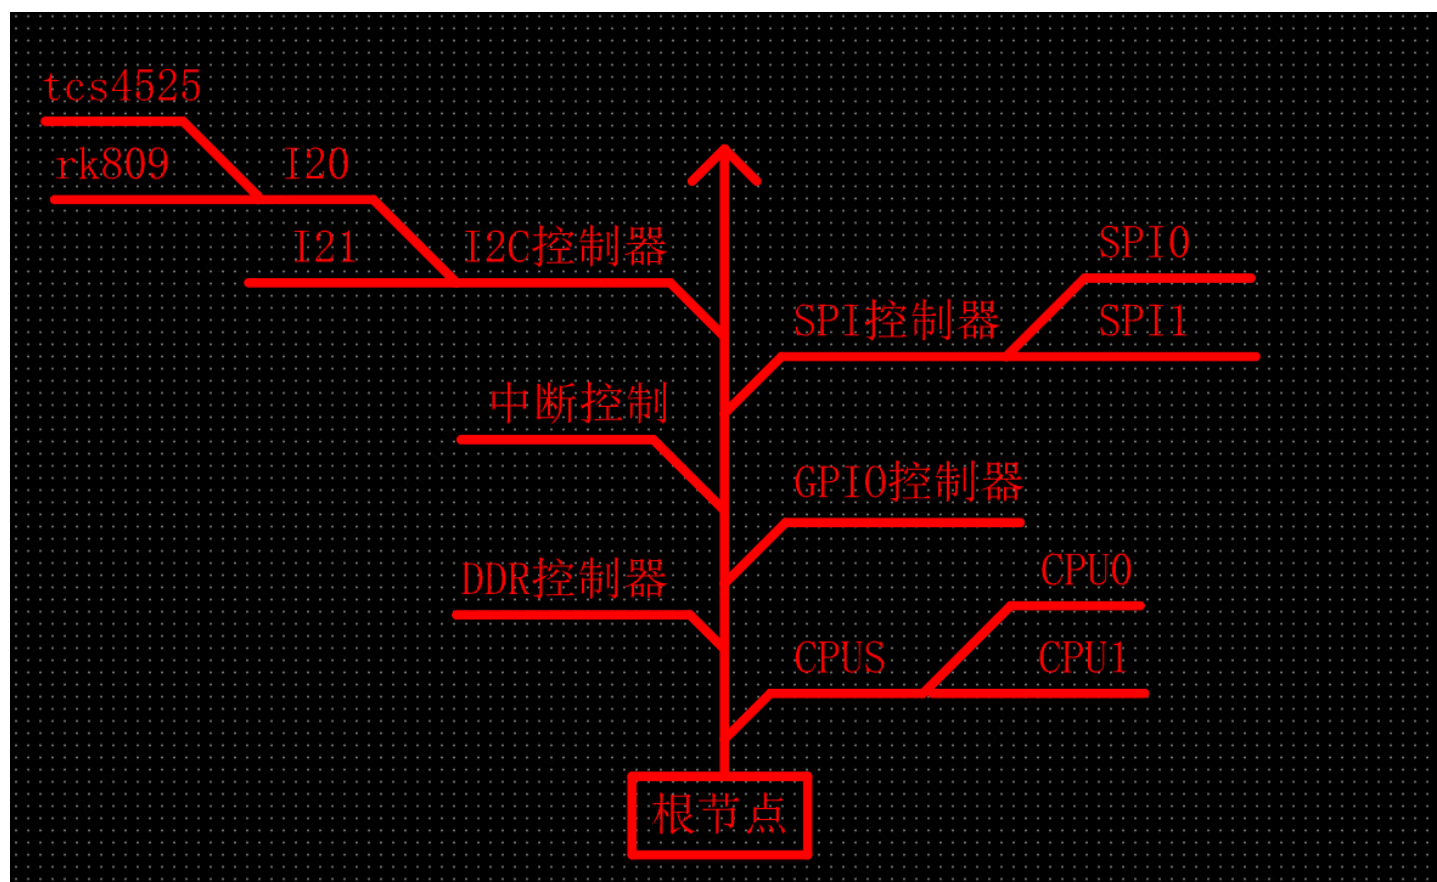 tcs4525
rk809
I20
I21
I2C控制器
SPI0
SPI控制器
SPI1
中断控制
GPIO控制器
DDR控制器
CPU0
CPUS
CPU1
根节点